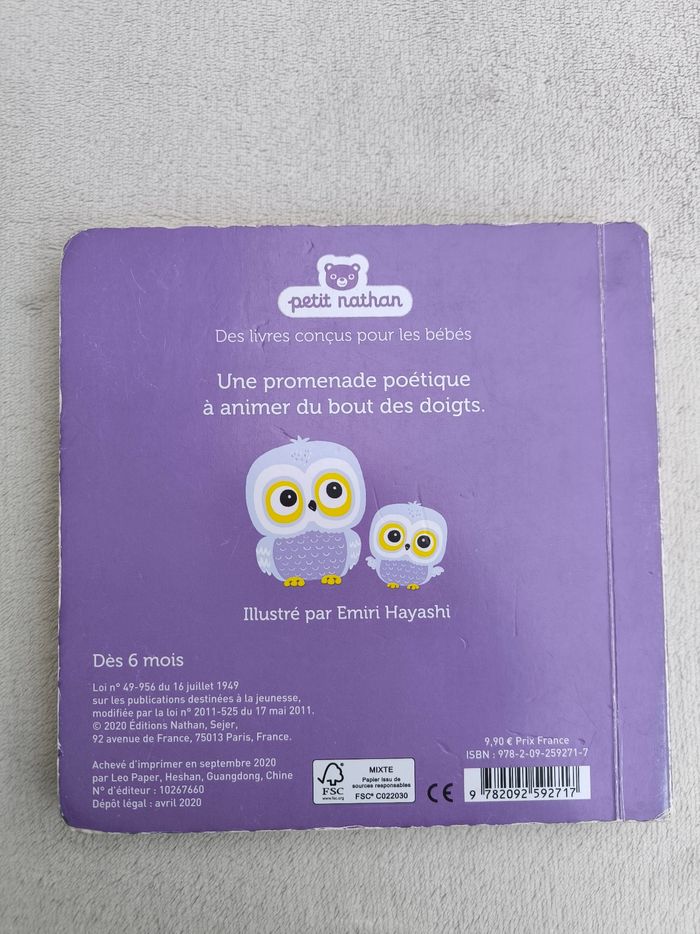 petit nathan
Des livres conçus pour les bébés
Une promenade poétique
à animer du bout des doigts.
Illustré par Emiri Hayashi
Dès 6 mois
Loi n° 49-956 du 16 juillet 1949
sur les publications destinées à la jeunesse,
modifiée par la loi n° 2011-525 du 17 mai 2011.
© 2020 Éditions Nathan, Sejer,
92 avenue de France, 75013 Paris, France.
Achevé d'imprimer en septembre 2020
par Leo Paper, Heshan, Guangdong, Chine
N° d'éditeur : 10267660
Dépôt légal : avril 2020
FSC
www.fsc.org
MIXTE
Papier issu de
sources responsables
FSC® C022030
CE
9,90 € Prix France
ISBN : 978-2-09-259271-7
9 782092 592717